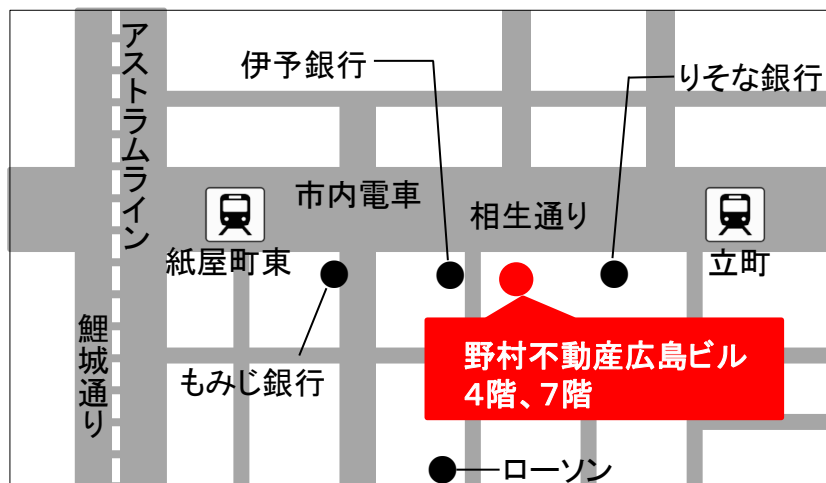 アストラムライン
伊予銀行
りそな銀行
市内電車
相生通り
紙屋町東
立町
鯉城通り
もみじ銀行
野村不動産広島ビル
4階、7階
ローソン